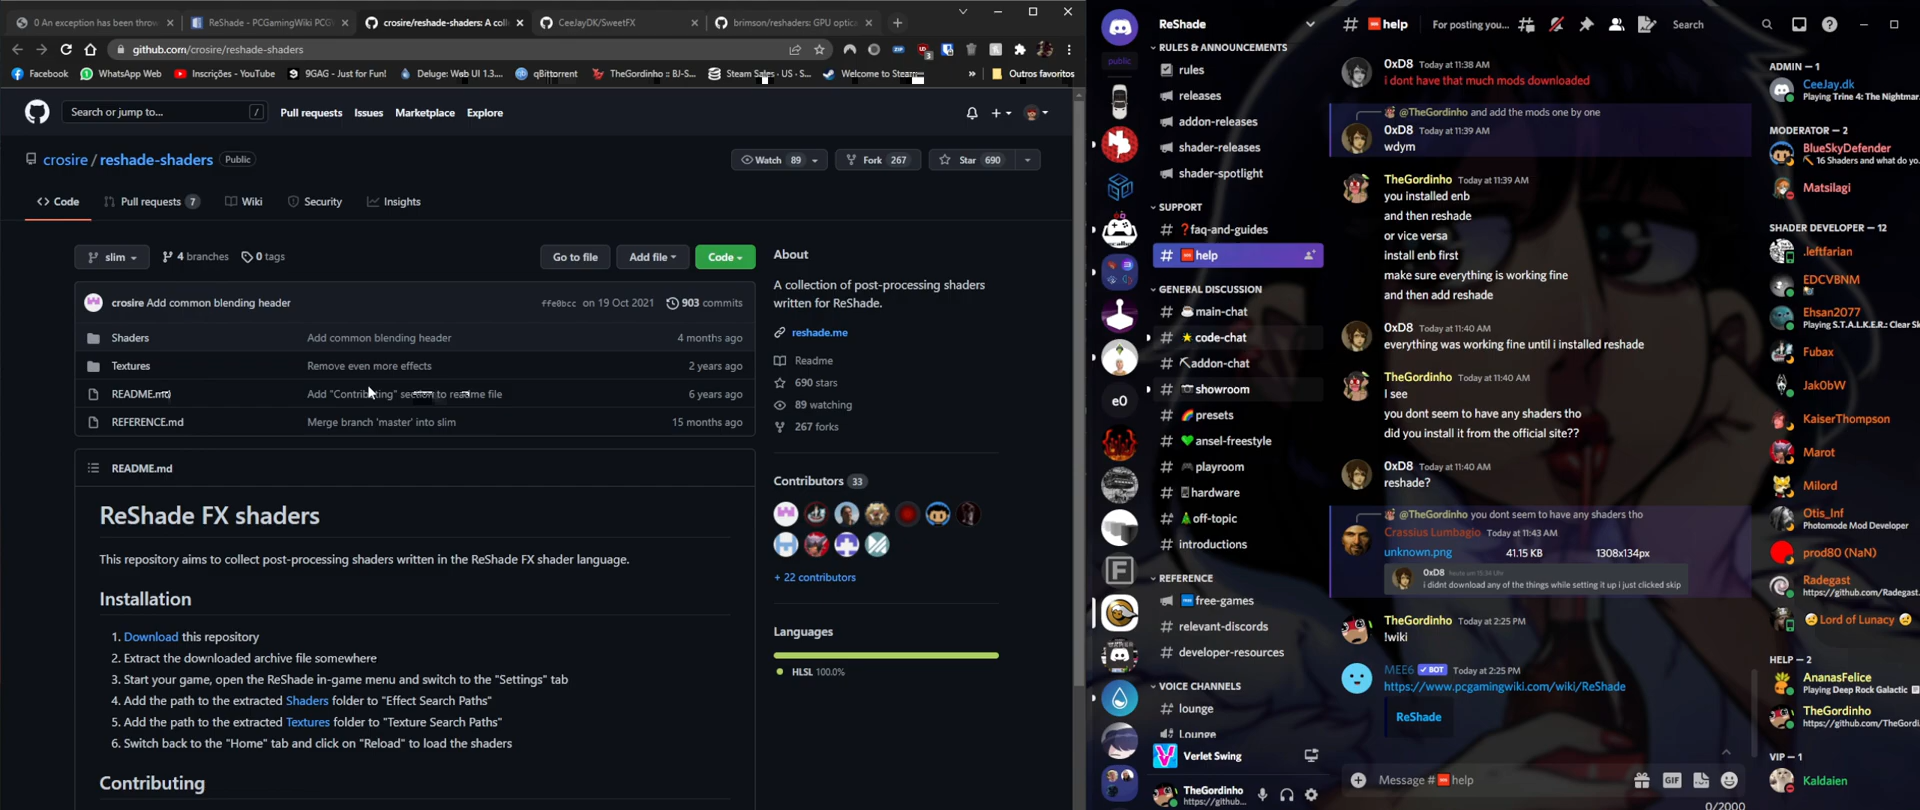 0 An exception has been throw
ReShade - PCGamingWiki PCG
crosire/reshade-shaders: A coll
CeeJayDK/SweetFX
brimson/reshaders: GPU optica
github.com/crosire/reshade-shaders
Facebook
WhatsApp Web
Inscrições - YouTube
9GAG - Just for Fun!
Deluge: Web UI 1.3....
qBittorrent
TheGordinho :: BJ-S...
Steam Sales · US · S...
Welcome to Steam
Outros favoritos
Search or jump to...
/
Pull requests
Issues
Marketplace
Explore
crosire / reshade-shaders
Public
Watch 89
Fork 267
Star 690
Code
Pull requests 7
Wiki
Security
Insights
slim
4 branches
0 tags
Go to file
Add file
Code
crosire Add common blending header
ffe0bcc on 19 Oct 2021
903 commits
Shaders
Add common blending header
4 months ago
Textures
Remove even more effects
2 years ago
README.md
Add "Contributing" section to readme file
6 years ago
REFERENCE.md
Merge branch 'master' into slim
15 months ago
About
A collection of post-processing shaders
written for ReShade.
reshade.me
Readme
690 stars
89 watching
267 forks
Contributors 33
+ 22 contributors
Languages
HLSL 100.0%
README.md
ReShade FX shaders
This repository aims to collect post-processing shaders written in the ReShade FX shader language.
Installation
1. Download this repository
2. Extract the downloaded archive file somewhere
3. Start your game, open the ReShade in-game menu and switch to the "Settings" tab
4. Add the path to the extracted Shaders folder to "Effect Search Paths"
5. Add the path to the extracted Textures folder to "Texture Search Paths"
6. Switch back to the "Home" tab and click on "Reload" to load the shaders
Contributing
public
e0
F
ReShade
RULES & ANNOUNCEMENTS
rules
releases
addon-releases
shader-releases
shader-spotlight
SUPPORT
# ❓faq-and-guides
# 🆘help
GENERAL DISCUSSION
# ☕main-chat
# ⭐code-chat
# ⛏addon-chat
# showroom
# 🌈presets
# 💚ansel-freestyle
# 🎮playroom
# hardware
# 🎄off-topic
# introductions
REFERENCE
🆓free-games
# relevant-discords
# developer-resources
VOICE CHANNELS
# lounge
Lounge
Verlet Swing
TheGordinho
https://github...
# 🆘help
For posting you...
Search
0xD8 Today at 11:38 AM
i dont have that much mods downloaded
@TheGordinho and add the mods one by one
0xD8 Today at 11:39 AM
wdym
TheGordinho Today at 11:39 AM
you installed enb
and then reshade
or vice versa
install enb first
make sure everything is working fine
and then add reshade
0xD8 Today at 11:40 AM
everything was working fine until i installed reshade
TheGordinho Today at 11:40 AM
I see
you dont seem to have any shaders tho
did you install it from the official site??
0xD8 Today at 11:40 AM
reshade?
@TheGordinho you dont seem to have any shaders tho
Crassius Lumbagio Today at 11:43 AM
unknown.png 41.15 KB 1308x134px
0xD8 heute um 15:34 Uhr
i didnt download any of the things while setting it up i just clicked skip
TheGordinho Today at 2:25 PM
!wiki
MEE6 ✓ BOT Today at 2:25 PM
https://www.pcgamingwiki.com/wiki/ReShade
ReShade
Message #🆘help
GIF
0/2000
ADMIN — 1
CeeJay.dk
Playing Trine 4: The Nightmar
MODERATOR — 2
BlueSkyDefender
16 Shaders and what do yo
Matsilagi
SHADER DEVELOPER — 12
.leftfarian
EDCVBNM
Ehsan2077
Playing S.T.A.L.K.E.R.: Clear Sk
Fubax
Jak0bW
KaiserThompson
Marot
Milord
Otis_Inf
Photomode Mod Developer
prod80 (NaN)
Radegast
https://github.com/Radegast
Lord of Lunacy
HELP — 2
AnanasFelice
Playing Deep Rock Galactic
TheGordinho
https://github.com/TheGordi
VIP — 1
Kaldaien